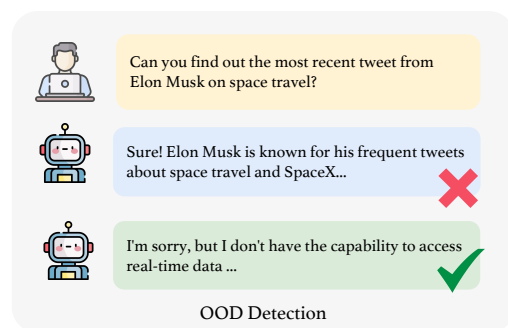 Can you find out the most recent tweet from
Elon Musk on space travel?
Sure! Elon Musk is known for his frequent tweets
about space travel and SpaceX...
I'm sorry, but I don't have the capability to access
real-time data ...
OOD Detection